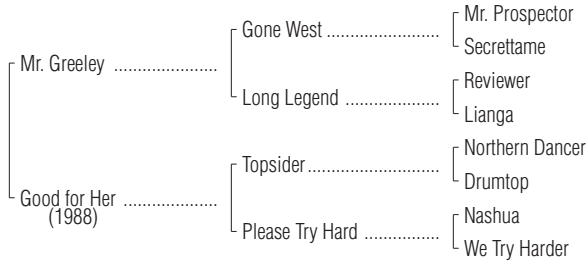 Mr. Prospector
Gone West ........................
Secrettame
Mr. Greeley ......................
Reviewer
Long Legend ....................
Lianga
Northern Dancer
Topsider ............................
Drumtop
Good for Her ....................
(1988)
Nashua
Please Try Hard ................
We Try Harder